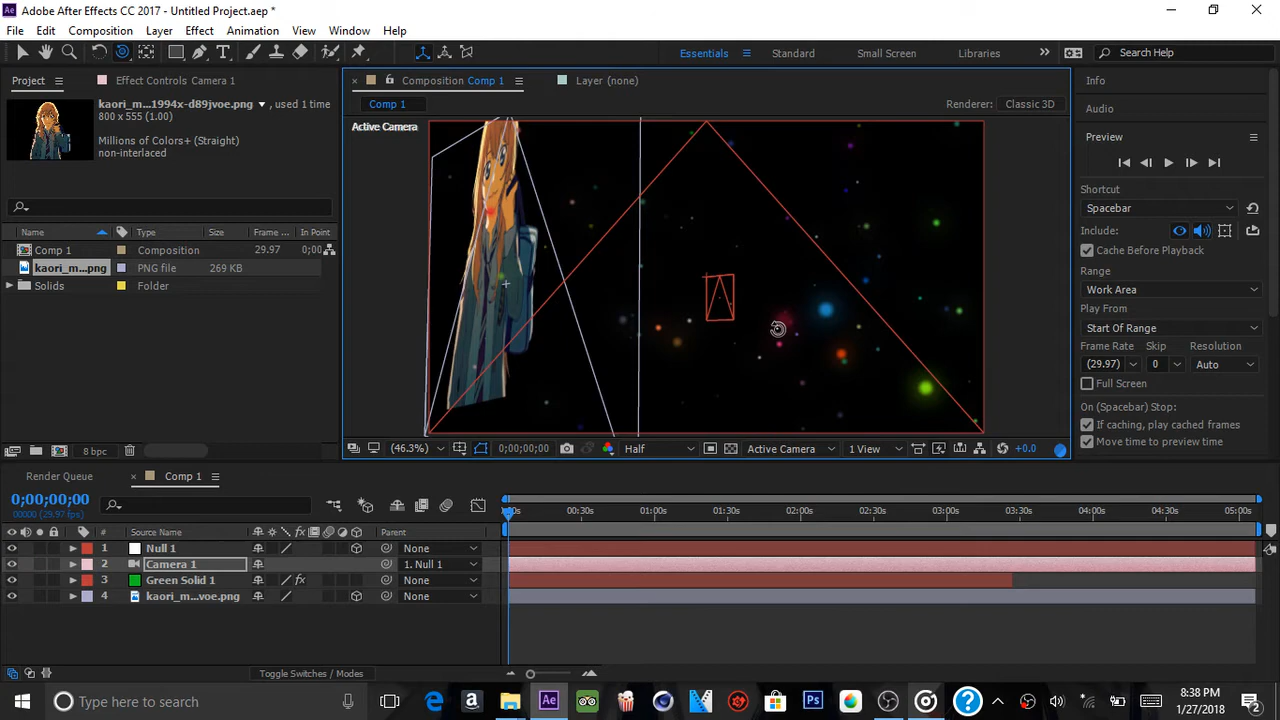 Adobe After Effects CC 2017 - Untitled Project.aep *
File Edit Composition Layer Effect Animation View Window Help
Essentials Standard Small Screen Libraries Search Help
Project Effect Controls Camera 1
Composition Comp 1 Layer (none)
Comp 1 Renderer: Classic 3D
kaori_m...1994x-d89jvoe.png , used 1 time
800 x 555 (1.00)
Millions of Colors+ (Straight)
non-interlaced
Active Camera
Info
Audio
Preview
Shortcut
Spacebar
Include:
Cache Before Playback
Range
Work Area
Play From
Start Of Range
Frame Rate Skip Resolution
(29.97) 0 Auto
Full Screen
On (Spacebar) Stop:
If caching, play cached frames
Move time to preview time
Name Type Size Frame... In Point
Comp 1 Composition 29.97 0;00
kaori_m...png PNG file 269 KB
Solids Folder
8 bpc
(46.3%) 0;00;00;00 Half Active Camera 1 View +0.0
Render Queue Comp 1
0;00;00;00
00000 (29.97 fps)
# Source Name Parent
00:30s 01:00s 01:30s 02:00s 02:30s 03:00s 03:30s 04:00s 04:30s 05:00s
1 Null 1 None
2 Camera 1 1. Null 1
3 Green Solid 1 fx None
4 kaori_m...voe.png None
Toggle Switches / Modes
Type here to search
8:38 PM
1/27/2018